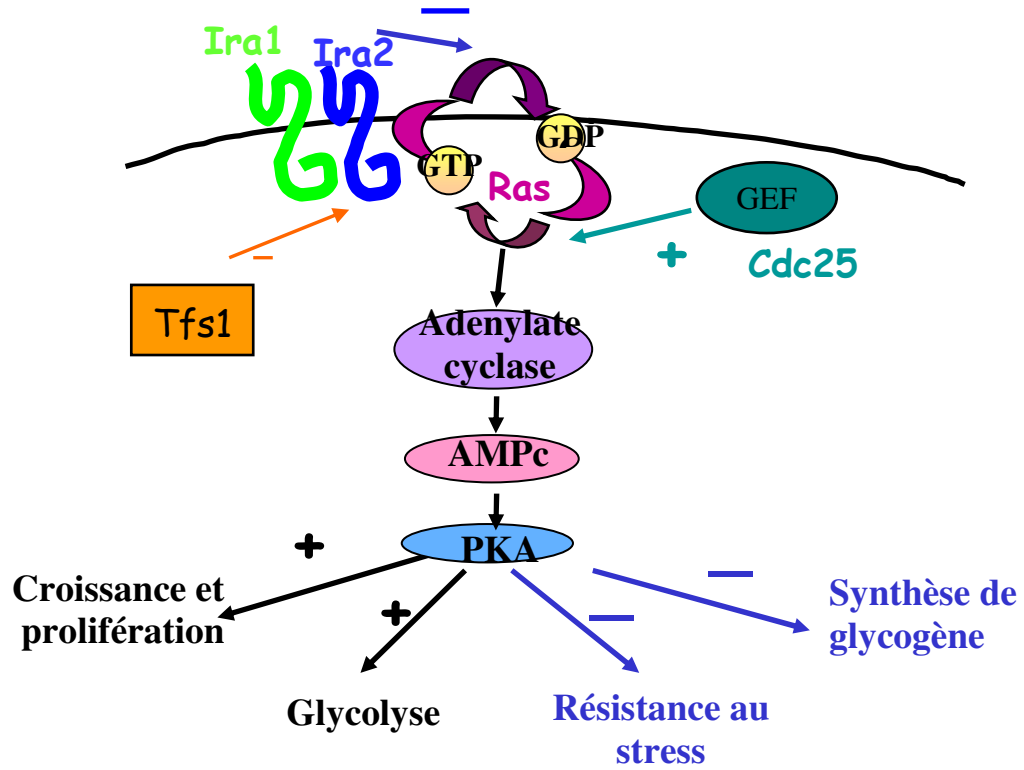 Ira1
Ira2
GTP
GDP
Ras
GEF
+
Cdc25
Tfs1
Adenylate
cyclase
AMPc
PKA
+
Croissance et
prolifération
+
Glycolyse
Résistance au
stress
Synthèse de
glycogène